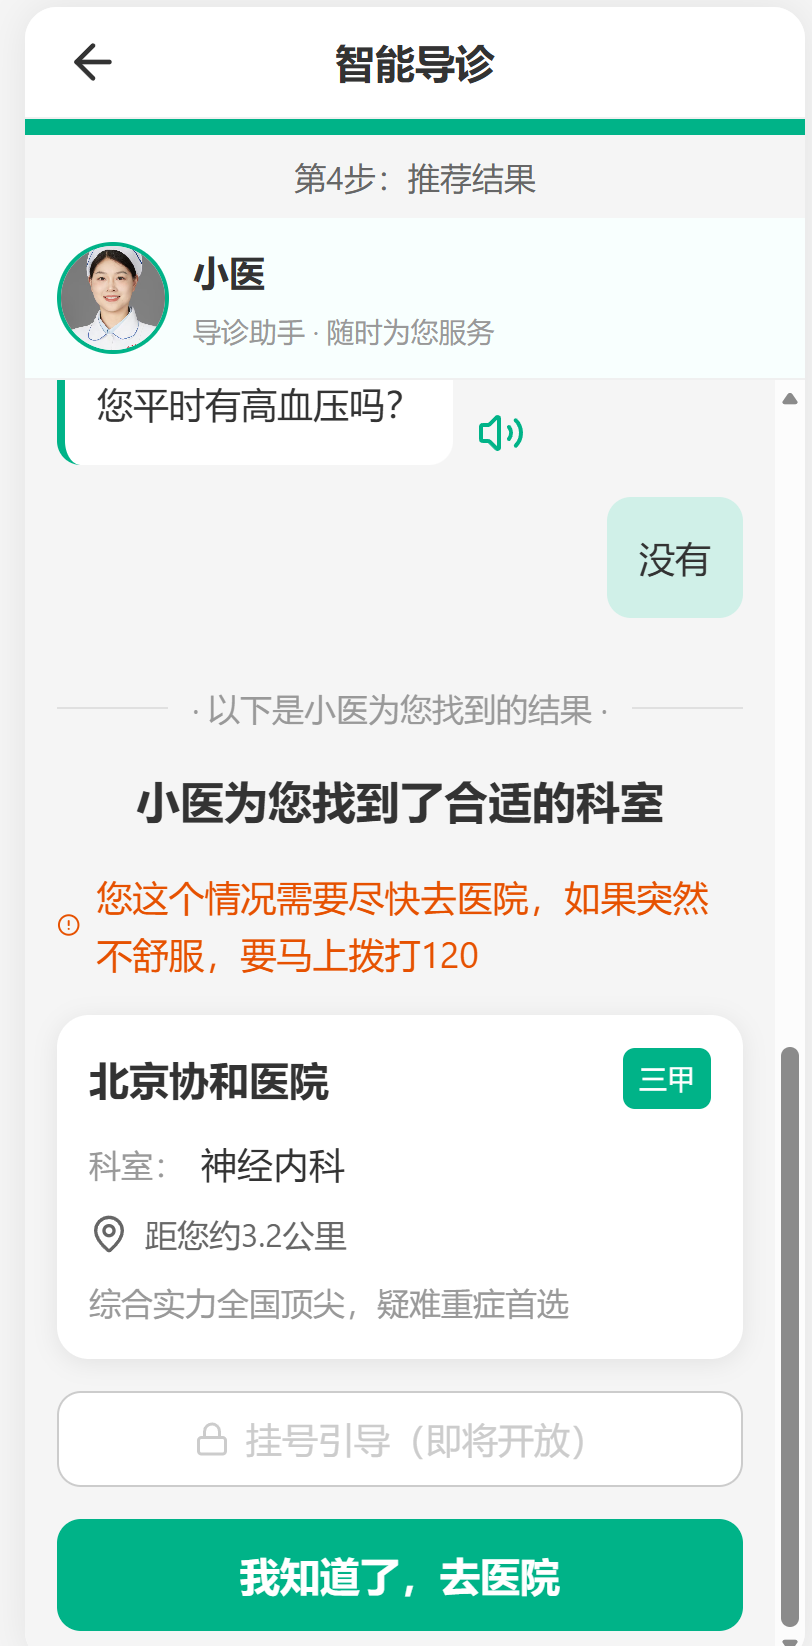 智能导诊
第4步：推荐结果
小医
导诊助手 · 随时为您服务
您平时有高血压吗？
没有
· 以下是小医为您找到的结果 ·
小医为您找到了合适的科室
您这个情况需要尽快去医院，如果突然
不舒服，要马上拨打120
北京协和医院
三甲
科室： 神经内科
距您约3.2公里
综合实力全国顶尖，疑难重症首选
挂号引导（即将开放）
我知道了，去医院